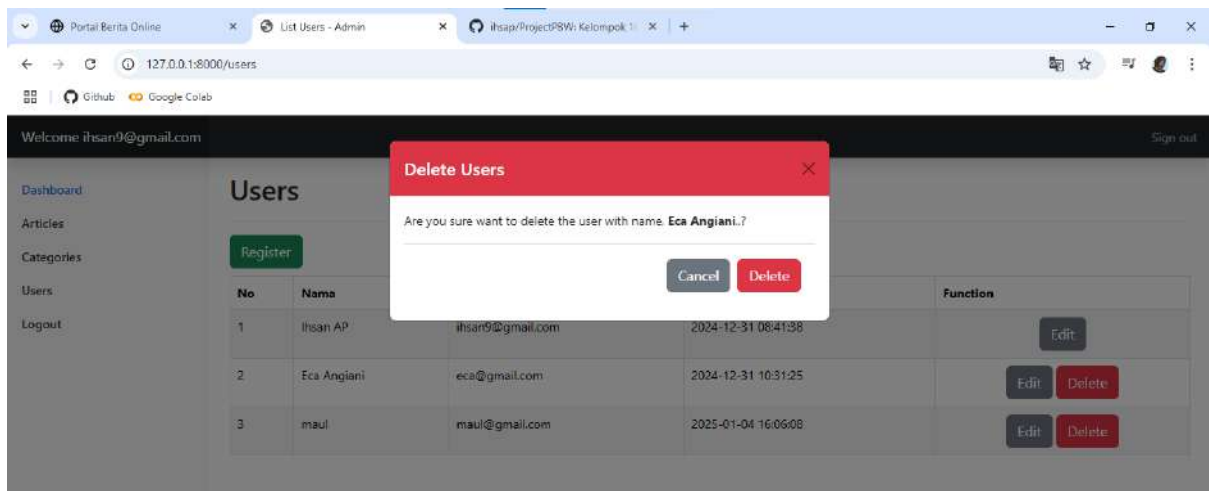 Portal Berita Online
List Users - Admin
ihsap/ProjectPBW: Kelompok 1
127.0.0.1:8000/users
Github
Google Colab
Welcome ihsan9@gmail.com
Sign out
Dashboard
Articles
Categories
Users
Logout
Users
Register
Delete Users
Are you sure want to delete the user with name. Eca Angiani..?
Cancel
Delete
No Nama Function
1 Ihsan AP ihsan9@gmail.com 2024-12-31 08:41:38 Edit
2 Eca Angiani eca@gmail.com 2024-12-31 10:31:25 Edit Delete
3 maul maul@gmail.com 2025-01-04 16:06:08 Edit Delete